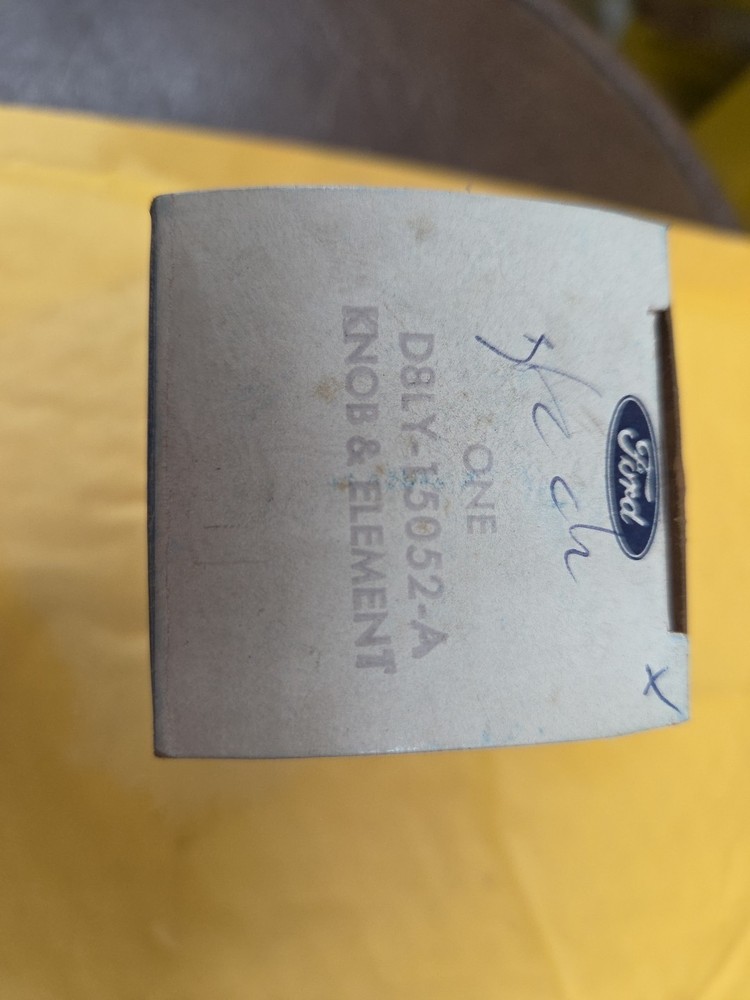 Ford
ONE
D8LY-15052-A
KNOB & ELEMENT
x